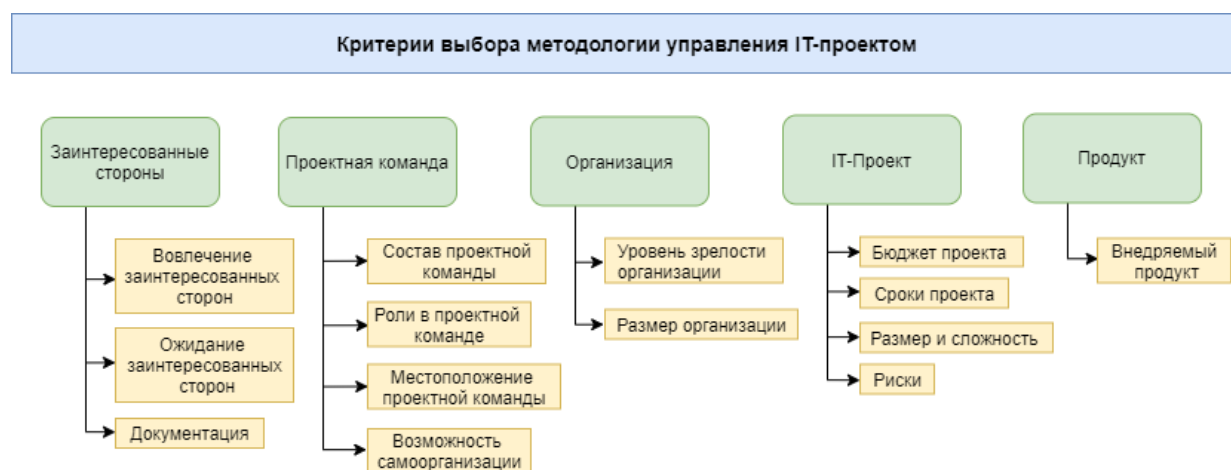 Критерии выбора методологии управления IT-проектом
Заинтересованные
стороны
Вовлечение
заинтересованных
сторон
Ожидание
заинтересованных
сторон
Документация
Проектная команда
Состав проектной
команды
Роли в проектной
команде
Местоположение
проектной команды
Возможность
самоорганизации
Организация
Уровень зрелости
организации
Размер организации
IT-Проект
Бюджет проекта
Сроки проекта
Размер и сложность
Риски
Продукт
Внедряемый
продукт